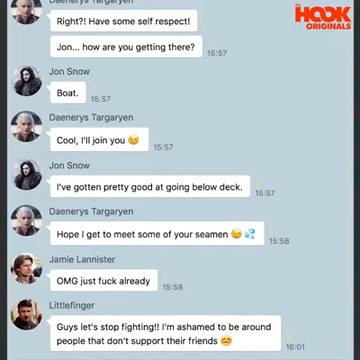 Daenerys Targaryen
THE
HOOK
ORIGINALS
Right?! Have some self respect!
Jon... how are you getting there?
15:57
Jon Snow
Boat.
15:57
Daenerys Targaryen
Cool, I'll join you 😉
15:57
Jon Snow
I've gotten pretty good at going below deck.
15:57
Daenerys Targaryen
Hope I get to meet some of your seamen 😉 💦
15:58
Jamie Lannister
OMG just fuck already
15:58
Littlefinger
Guys let's stop fighting!! I'm ashamed to be around
people that don't support their friends 😊
16:01